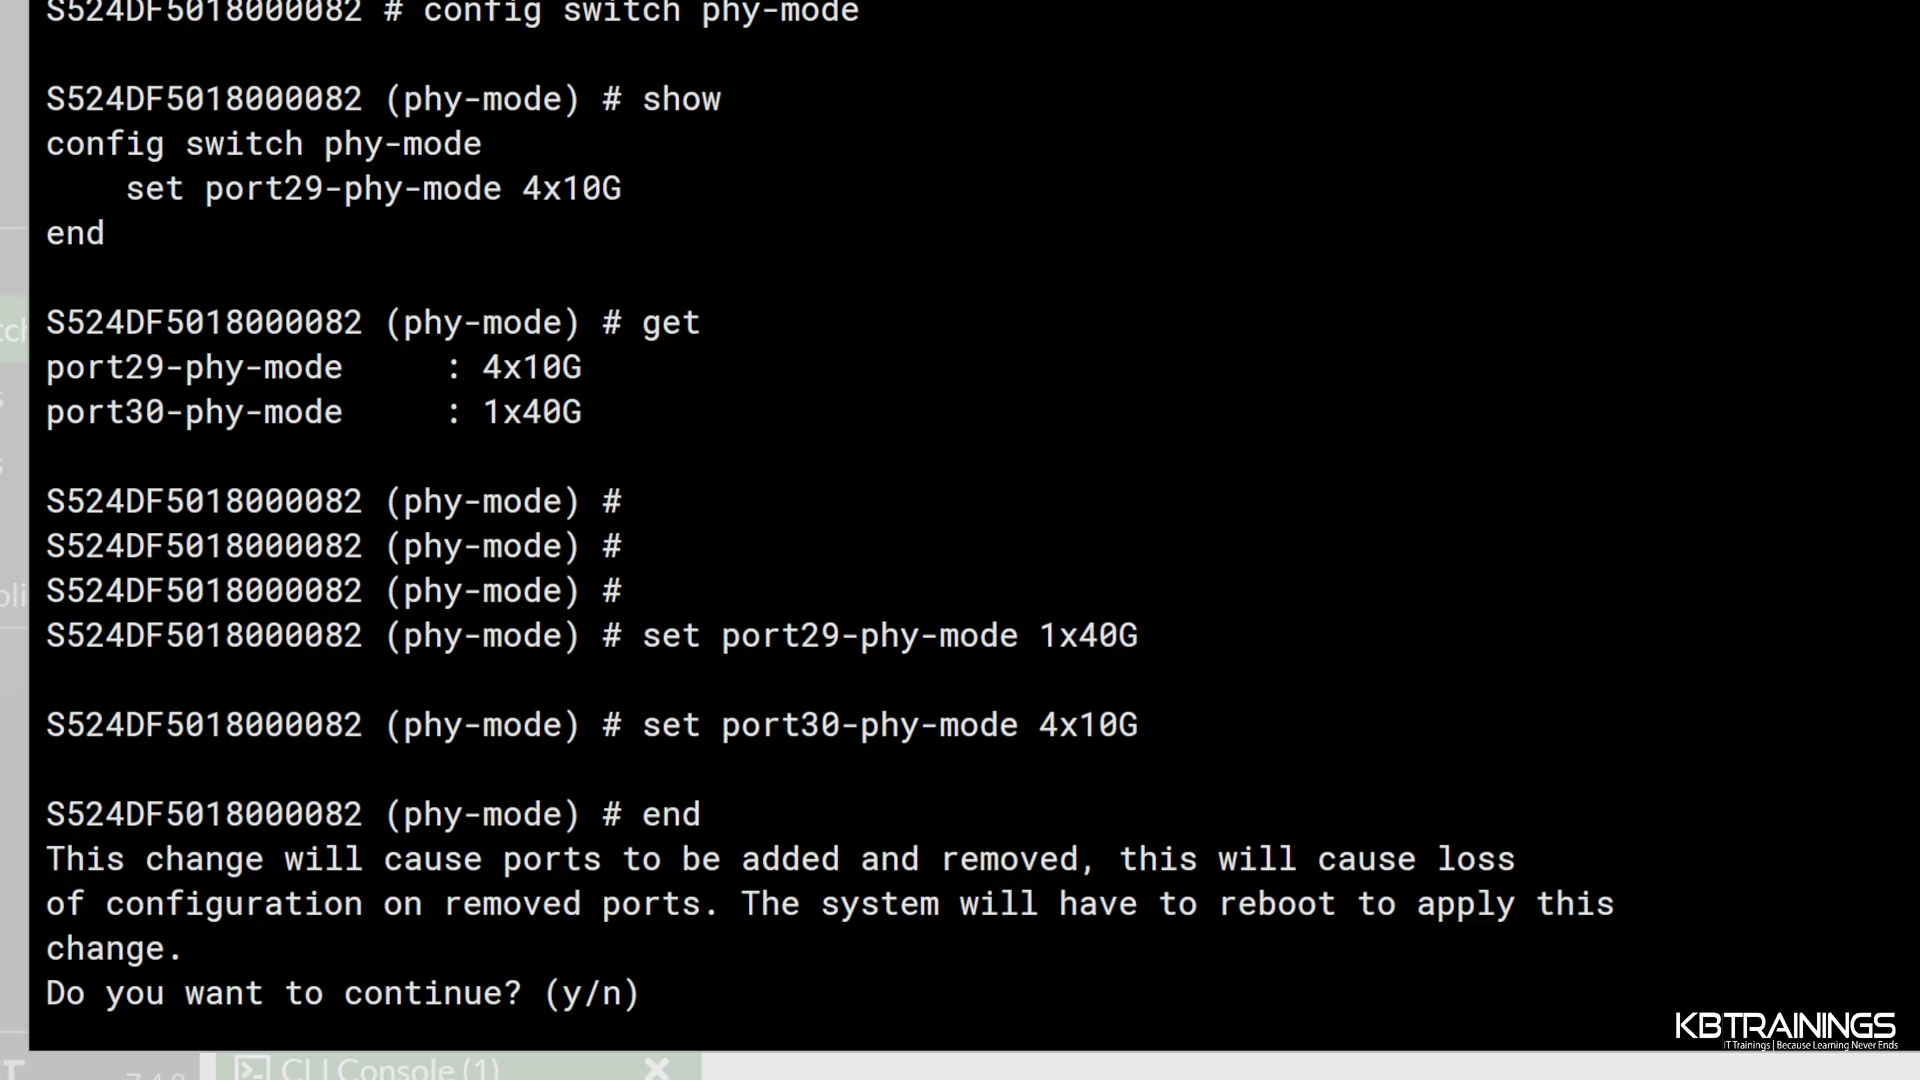 S524DF5018000082 # config switch phy-mode
S524DF5018000082 (phy-mode) # show
config switch phy-mode
    set port29-phy-mode 4x10G
end
S524DF5018000082 (phy-mode) # get
port29-phy-mode     : 4x10G
port30-phy-mode     : 1x40G
S524DF5018000082 (phy-mode) #
S524DF5018000082 (phy-mode) #
S524DF5018000082 (phy-mode) #
S524DF5018000082 (phy-mode) # set port29-phy-mode 1x40G
S524DF5018000082 (phy-mode) # set port30-phy-mode 4x10G
S524DF5018000082 (phy-mode) # end
This change will cause ports to be added and removed, this will cause loss
of configuration on removed ports. The system will have to reboot to apply this
change.
Do you want to continue? (y/n)
KBTRAININGS
IT Trainings | Because Learning Never Ends
CLI Console (1)